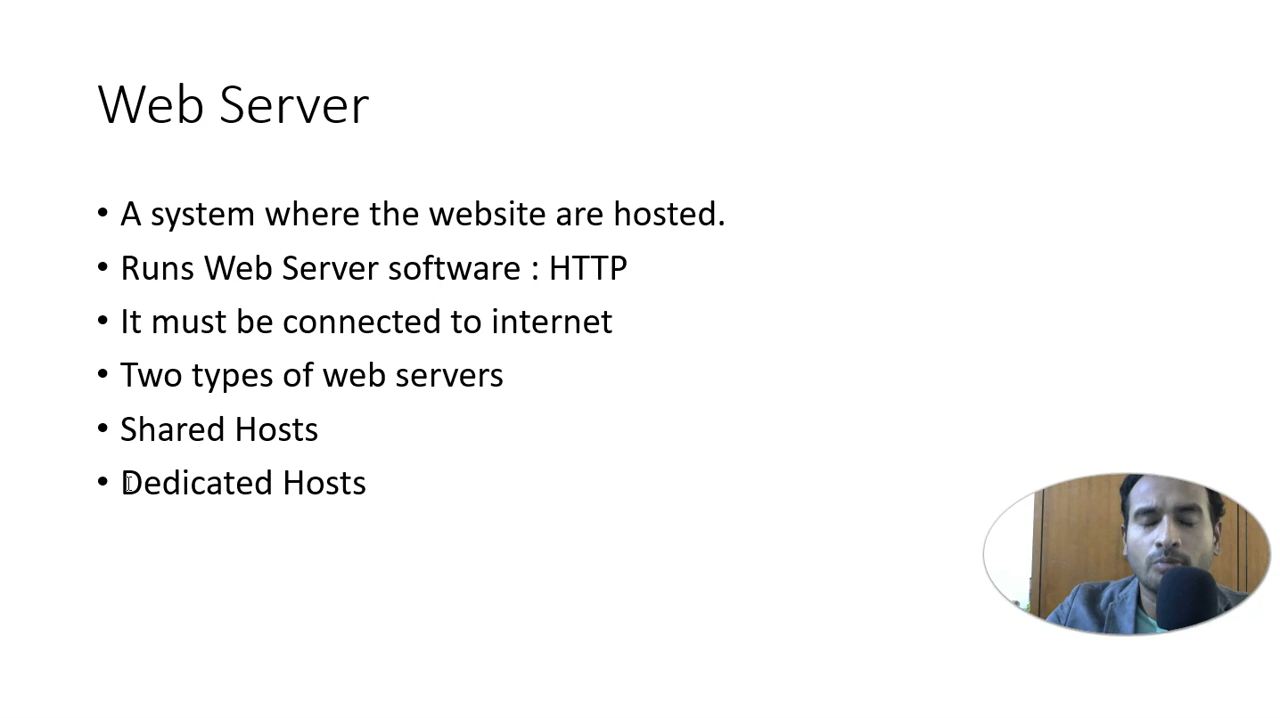 Web Server
• A system where the website are hosted.
• Runs Web Server software : HTTP
• It must be connected to internet
• Two types of web servers
• Shared Hosts
• Dedicated Hosts